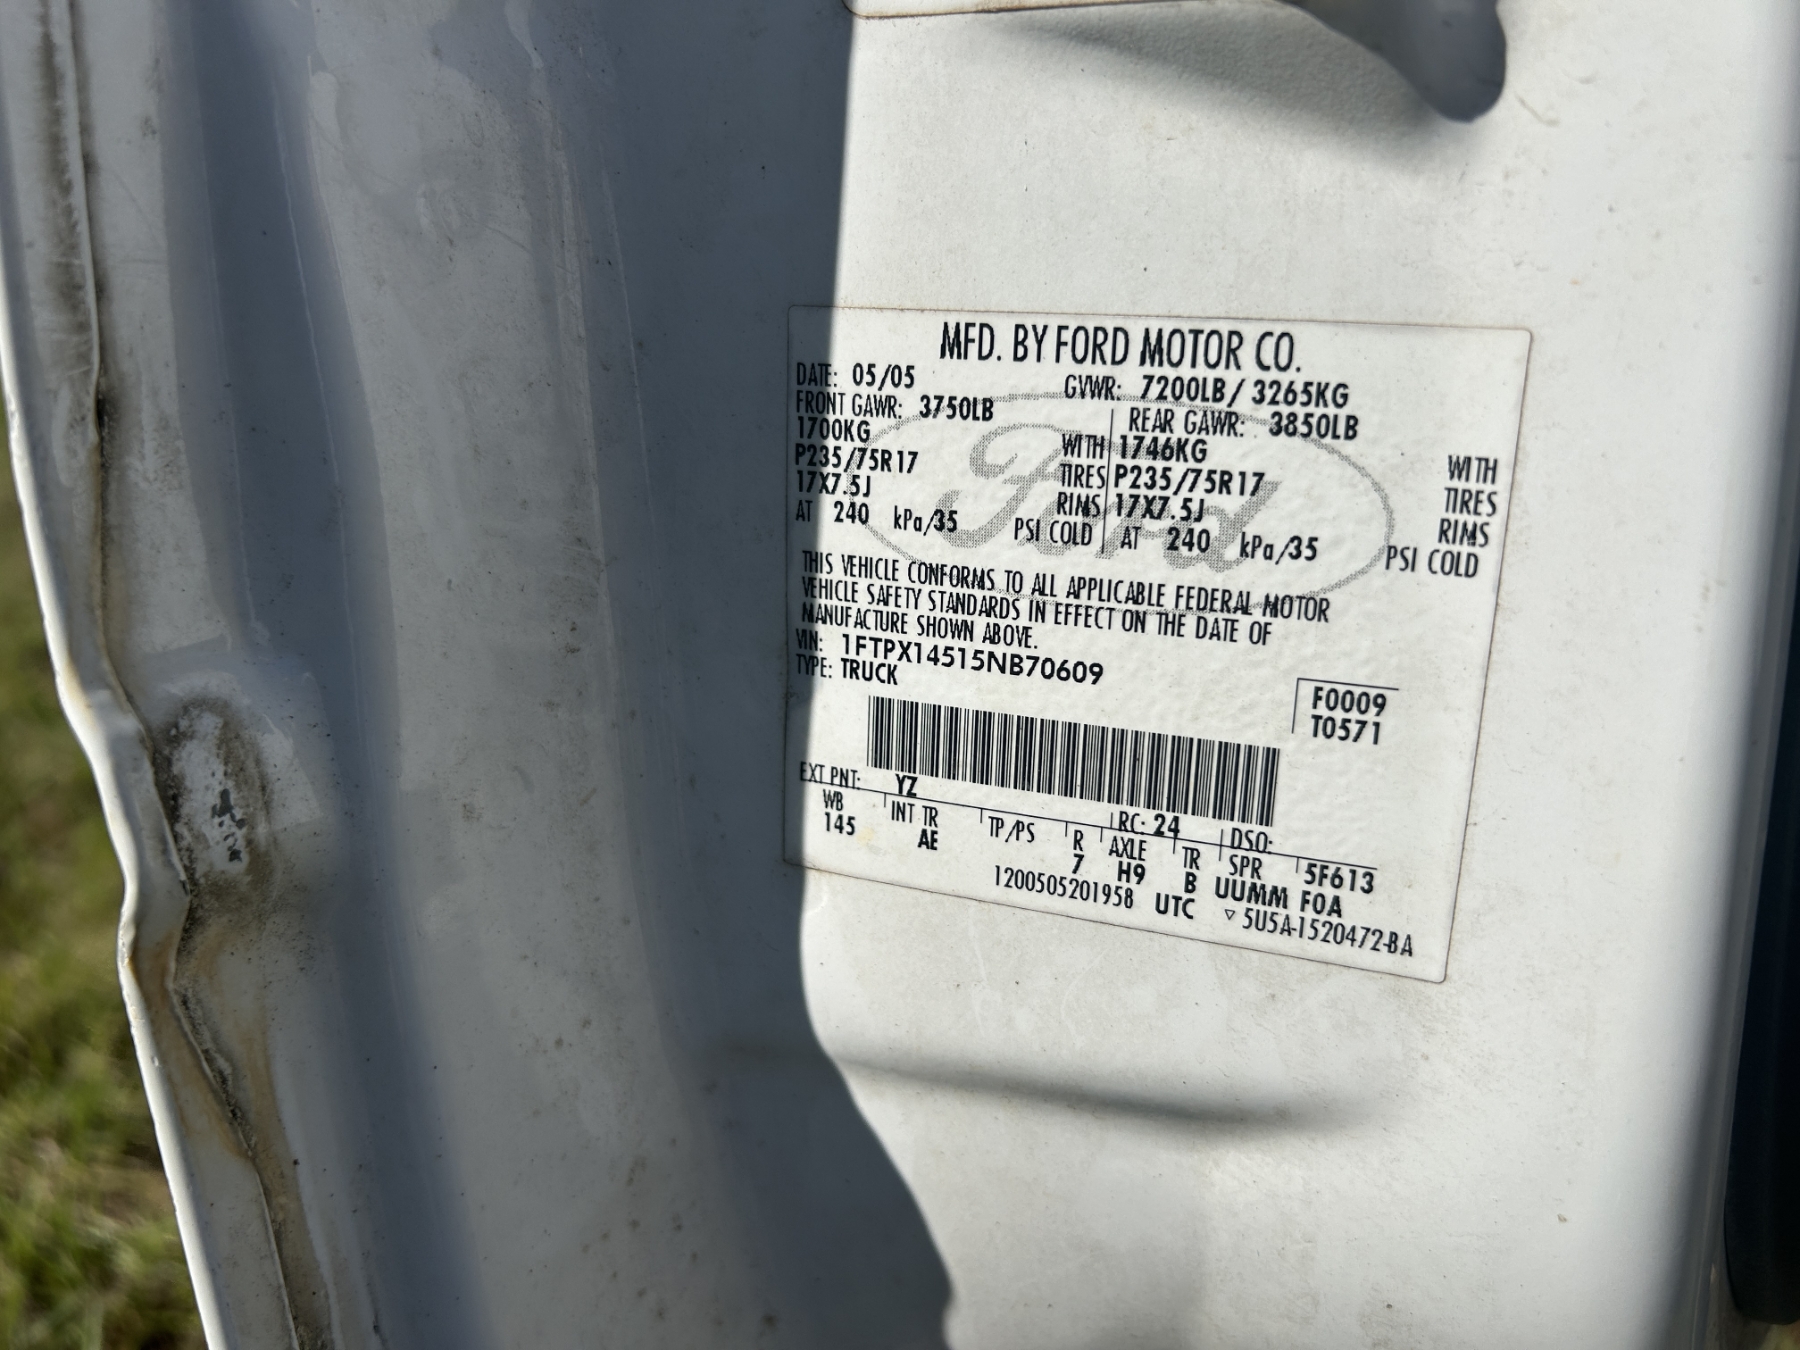 MFD. BY FORD MOTOR CO.
DATE: 05/05 GVWR: 7200LB/ 3265KG
FRONT GAWR: 3750LB REAR GAWR: 3850LB
1700KG WITH 1746KG WITH
P235/75R17 TIRES P235/75R17 TIRES
17X7.5J RIMS 17X7.5J RIMS
AT 240 kPa/35 PSI COLD AT 240 kPa/35 PSI COLD
Ford
THIS VEHICLE CONFORMS TO ALL APPLICABLE FEDERAL MOTOR
VEHICLE SAFETY STANDARDS IN EFFECT ON THE DATE OF
MANUFACTURE SHOWN ABOVE.
VIN: 1FTPX14515NB70609
TYPE: TRUCK
F0009
T0571
EXT PNT: YZ RC: 24 DSO:
WB INT TR TP/PS R AXLE TR SPR 5F613
145 AE 7 H9 B UUMM F0A
1200505201958 UTC ▽ 5U5A-1520472-BA